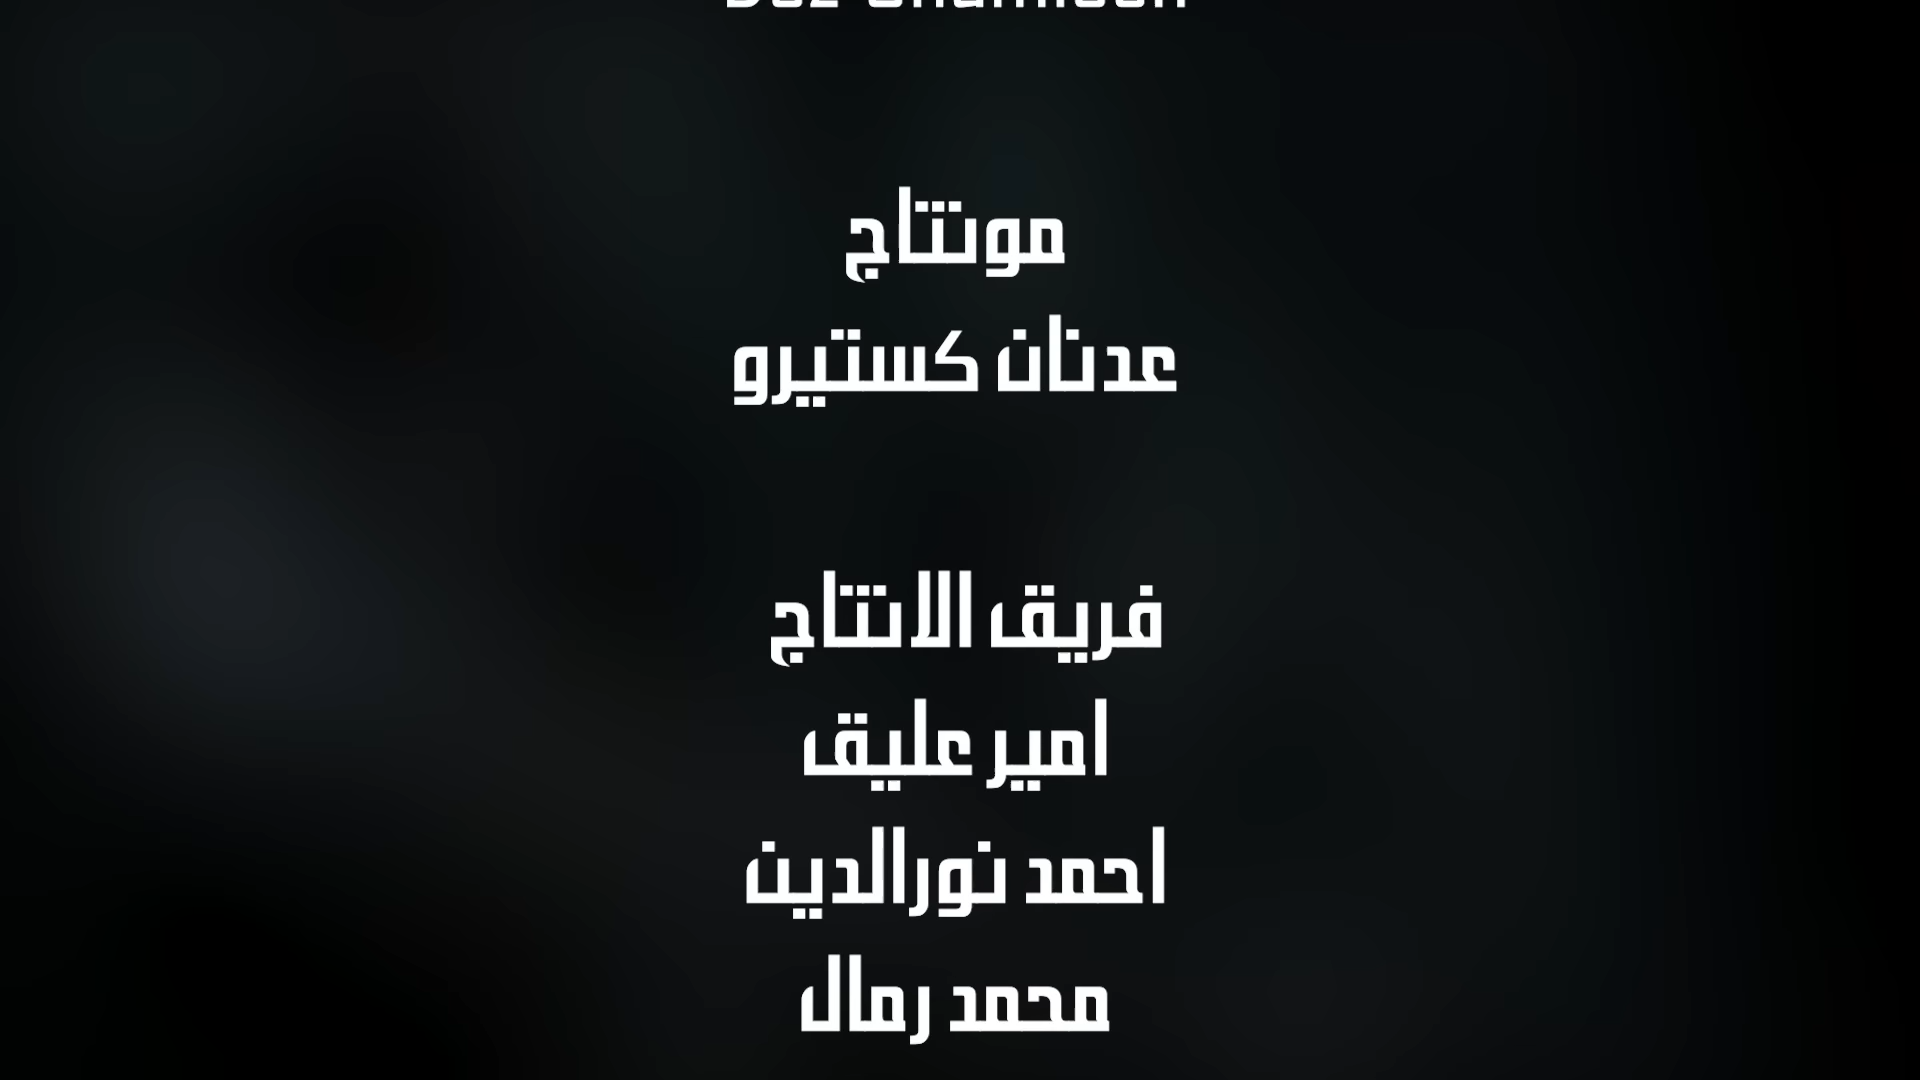 مونتاج
عدنان كستيرو
فريق الانتاج
امير عليق
احمد نورالدين
محمد رمال